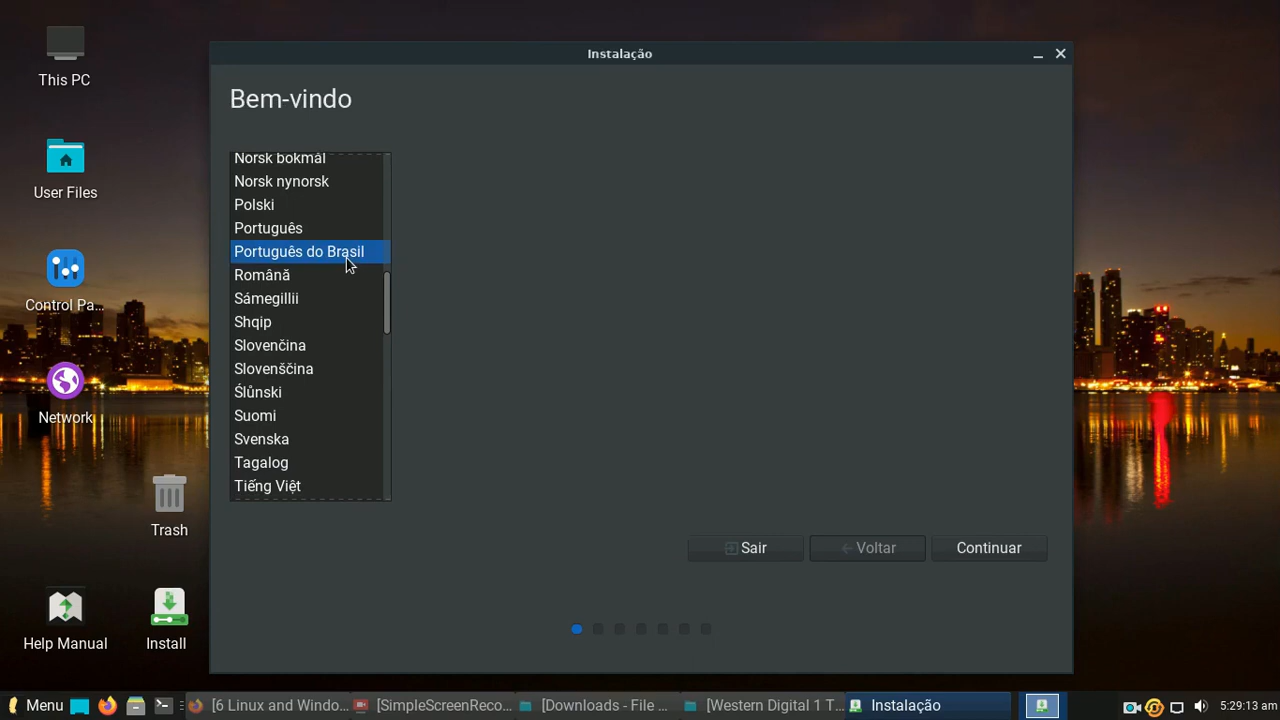 Instalação
This PC
Bem-vindo
Norsk bokmål
Norsk nynorsk
Polski
Português
Português do Brasil
Română
Sámegillii
Shqip
Slovenčina
Slovenščina
Ślůnski
Suomi
Svenska
Tagalog
Tiếng Việt
User Files
Control Pa...
Network
Trash
Help Manual
Install
Sair
Voltar
Continuar
Menu
[6 Linux and Windo...
[SimpleScreenReco...
[Downloads - File ...
[Western Digital 1 T...
Instalação
5:29:13 am